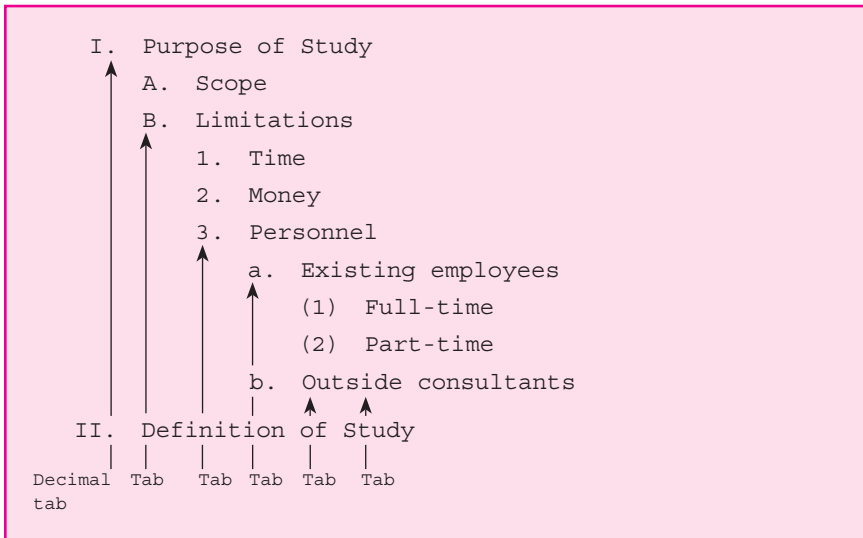 I. Purpose of Study
A. Scope
B. Limitations
1. Time
2. Money
3. Personnel
a. Existing employees
(1) Full-time
(2) Part-time
b. Outside consultants
II. Definition of Study
Decimal Tab Tab Tab Tab Tab
tab